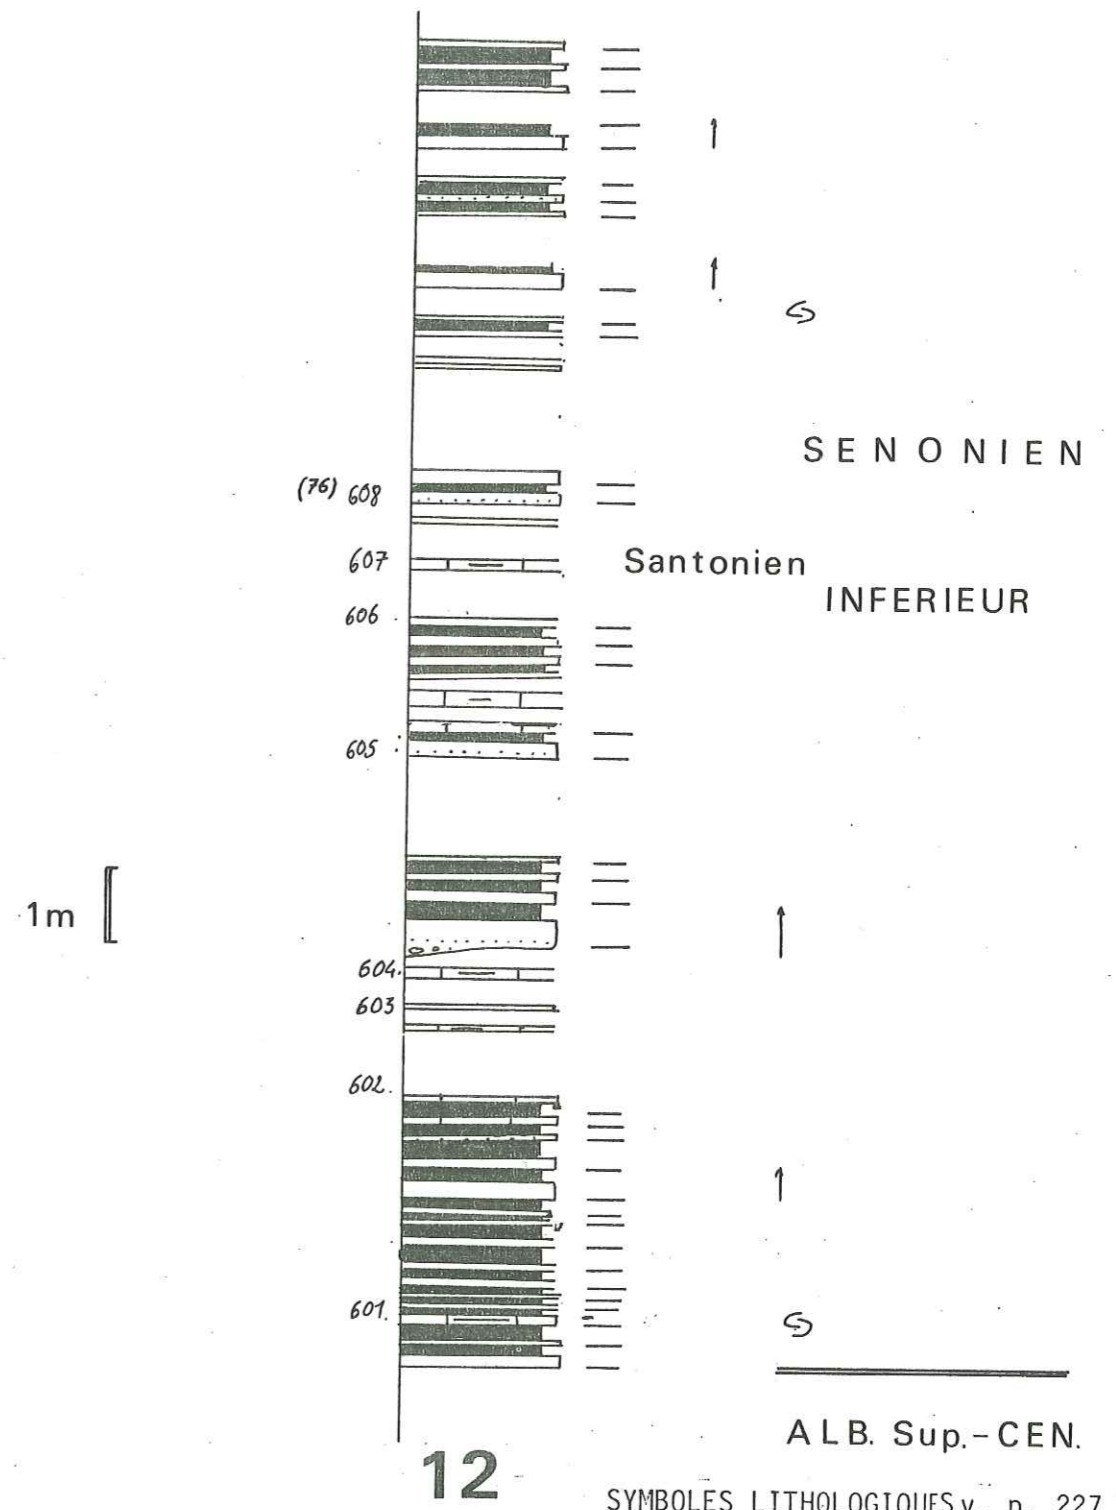 S E N O N I E N
(76) 608
607
Santonien
INFERIEUR
606
605
1m
604.
603
602.
601.
ALB. Sup.-CEN.
12
SYMBOLES LITHOLOGIQUES v. p. 227